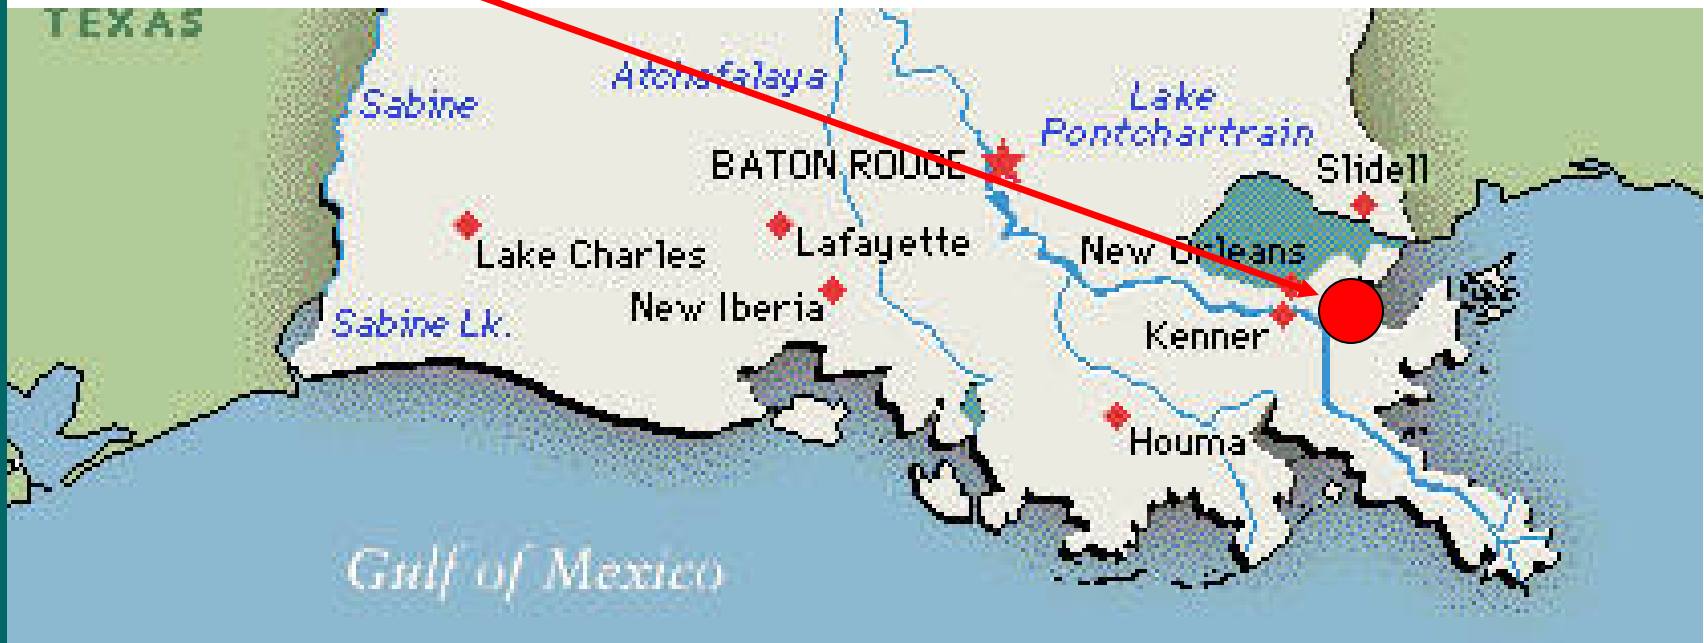 TEXAS
Atchafalaya
Sabine
Lake
Pontohartrain
BATON ROUGE
Slidell
Lake Charles
Lafayette
New Orleans
New Iberia
Sabine Lk.
Kenner
Houma
Gulf of Mexico